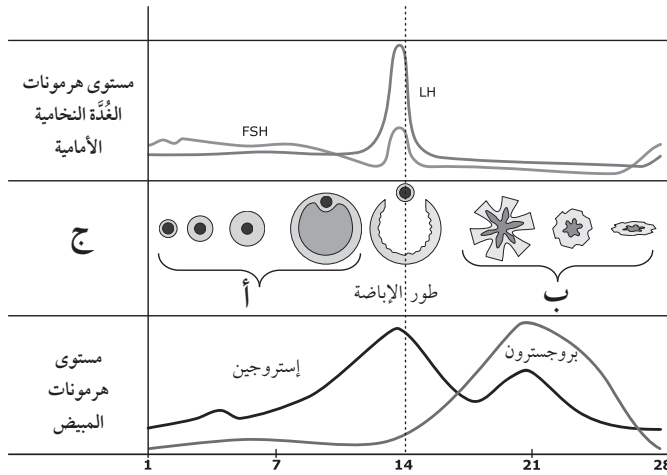 مستوى هرمونات
الغُدَّة النخامية
الأمامية
LH
FSH
ج
أ
طور الإباضة
ب
مستوى
هرمونات
المبيض
إستروجين
بروجسترون
1 7 14 21 28